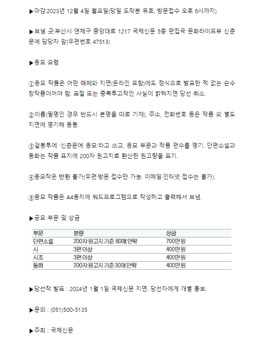 ▶마감:2023년 12월 4일 월요일(당일 도착분 유효, 방문접수 오후 6시까지)
▶보낼 곳:부산시 연제구 중앙대로 1217 국제신문 5층 편집국 문화라이프부 신춘
문예 담당자 앞(우편번호 47513)
▶응모 요령
①응모 작품은 어떤 매체와 지면(온라인 포함)에도 정식으로 발표한 적 없는 순수
창작품이어야 함. 표절 또는 중복투고작인 사실이 밝혀지면 당선 취소.
②이름(필명인 경우 반드시 본명을 따로 기재), 주소, 전화번호 등은 작품 외 별도
지면에 명기해 동봉.
③겉봉투에 '신춘문예 응모'라고 쓰고, 응모 부문과 작품 편수를 명기. 단편소설과
동화는 작품 표지에 200자 원고지로 환산한 원고량을 표기.
④응모작은 반환 불가(우편·방문 접수만 가능. 이메일·인터넷 접수는 불가).
⑤응모 작품은 A4용지에 워드프로그램으로 작성하고 출력해서 보냄.
▶공모 부문 및 상금
부문 분량 상금
단편소설 200자원고지 기준 80매 안팎 700만원
시 3편 이상 400만원
시조 3편 이상 400만원
동화 200자원고지 기준 30매 안팎 400만원
▶당선작 발표 : 2024년 1월 1일 국제신문 지면, 당선자에게 개별 통보.
▶문의 : (051)500-5135
▶주최 : 국제신문